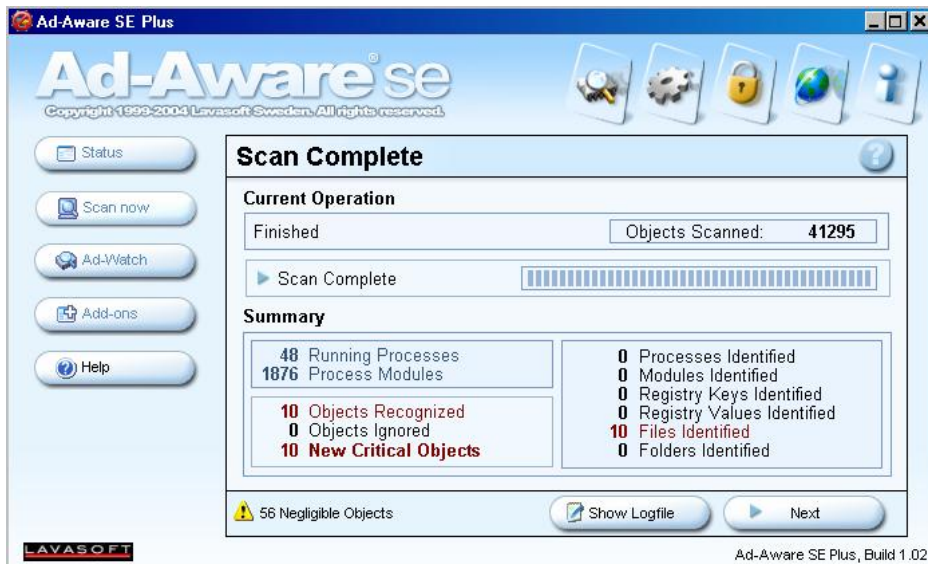 Ad-Aware SE Plus
Ad-Aware® se
Copyright 1999-2004 Lavasoft Sweden. All rights reserved.
Status
Scan now
Ad-Watch
Add-ons
Help
Scan Complete
Current Operation
Finished
Objects Scanned: 41295
Scan Complete
Summary
48 Running Processes
1876 Process Modules
10 Objects Recognized
0 Objects Ignored
10 New Critical Objects
0 Processes Identified
0 Modules Identified
0 Registry Keys Identified
0 Registry Values Identified
10 Files Identified
0 Folders Identified
56 Negligible Objects
Show Logfile
Next
LAVASOFT
Ad-Aware SE Plus, Build 1.02